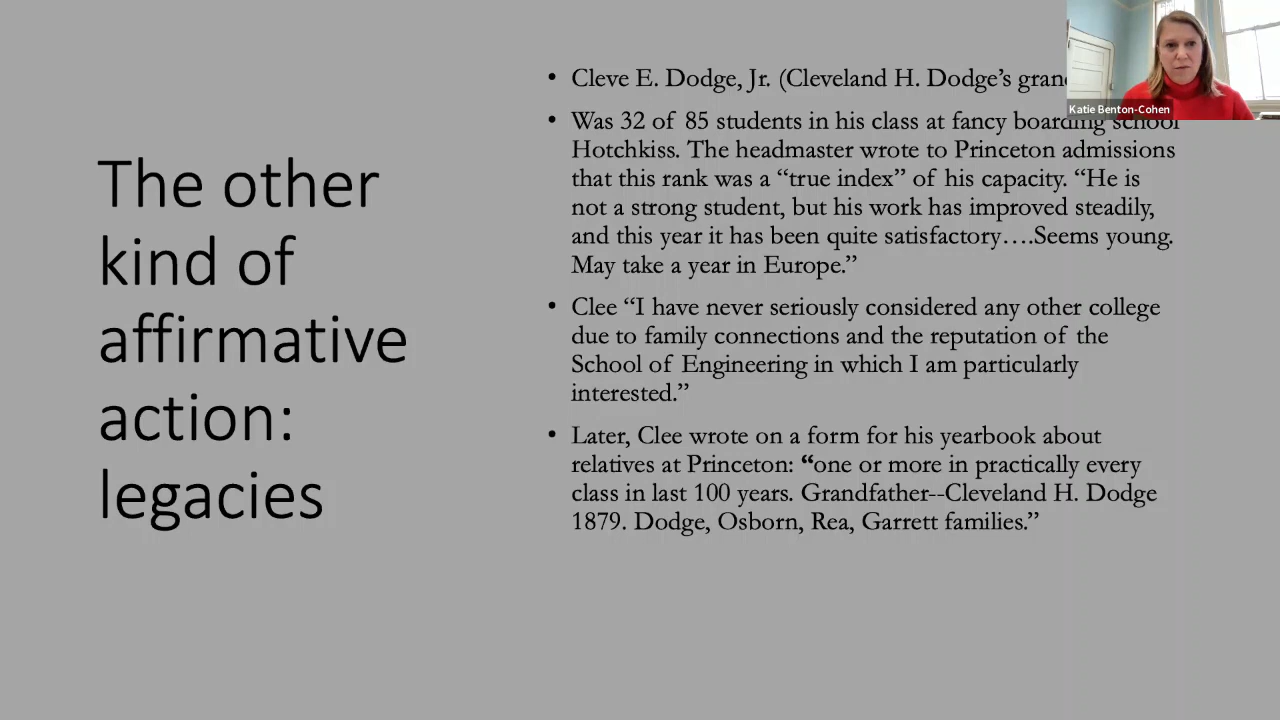 The other
kind of
affirmative
action:
legacies
• Cleve E. Dodge, Jr. (Cleveland H. Dodge’s
• Was 32 of 85 students in his class at fancy boarding school
Hotchkiss. The headmaster wrote to Princeton admissions
that this rank was a “true index” of his capacity. “He is
not a strong student, but his work has improved steadily,
and this year it has been quite satisfactory….Seems young.
May take a year in Europe.”
• Clee “I have never seriously considered any other college
due to family connections and the reputation of the
School of Engineering in which I am particularly
interested.”
• Later, Clee wrote on a form for his yearbook about
relatives at Princeton: “one or more in practically every
class in last 100 years. Grandfather--Cleveland H. Dodge
1879. Dodge, Osborn, Rea, Garrett families.”
Katie Benton-Cohen